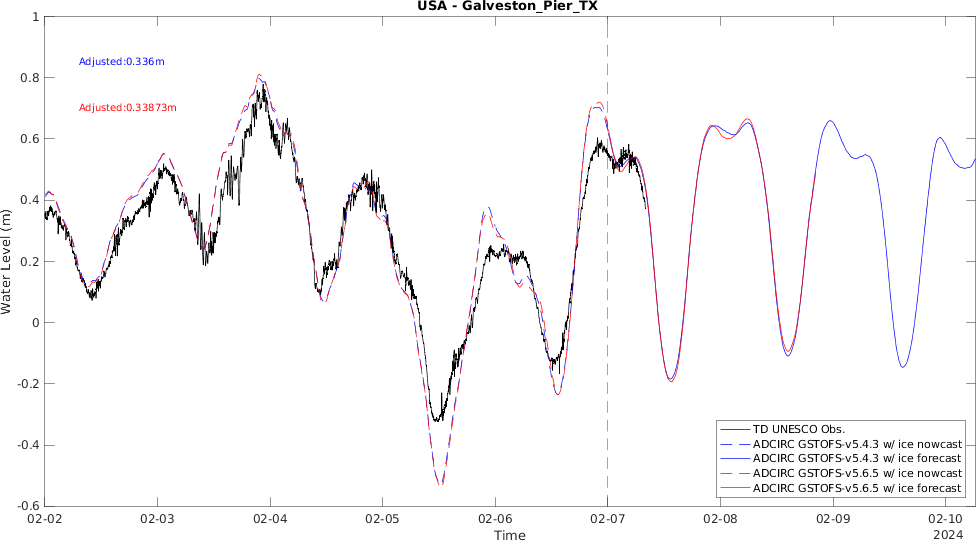 USA - Galveston_Pier_TX
Adjusted:0.336m
Adjusted:0.33873m
Water Level (m)
1
0.8
0.6
0.4
0.2
0
-0.2
-0.4
-0.6
TD UNESCO Obs.
ADCIRC GSTOFS-v5.4.3 w/ ice nowcast
ADCIRC GSTOFS-v5.4.3 w/ ice forecast
ADCIRC GSTOFS-v5.6.5 w/ ice nowcast
ADCIRC GSTOFS-v5.6.5 w/ ice forecast
02-02 02-03 02-04 02-05 02-06 02-07 02-08 02-09 02-10
2024
Time